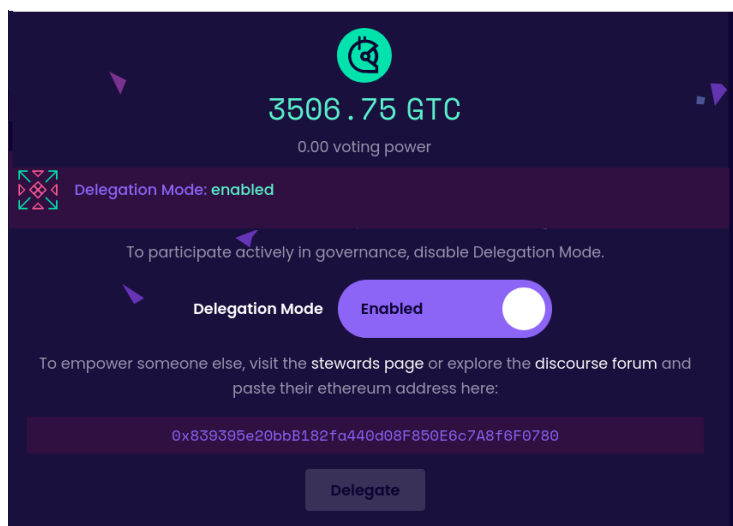 3506.75 GTC
0.00 voting power
Delegation Mode: enabled
To participate actively in governance, disable Delegation Mode.
Delegation Mode Enabled
To empower someone else, visit the stewards page or explore the discourse forum and
paste their ethereum address here:
0x839395e20bbB182fa440d08F850E6c7A8f6F0780
Delegate